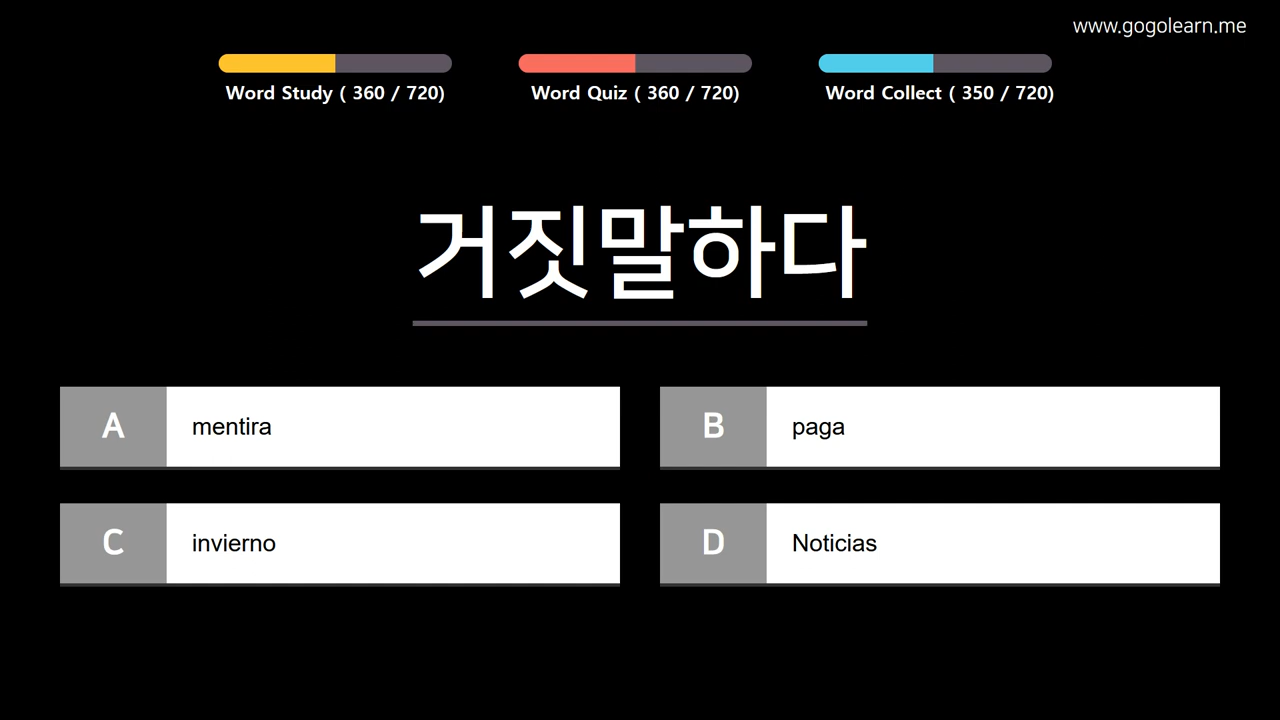 www.gogolearn.me
Word Study ( 360 / 720)
Word Quiz ( 360 / 720)
Word Collect ( 350 / 720)
거짓말하다
A mentira
B paga
C invierno
D Noticias